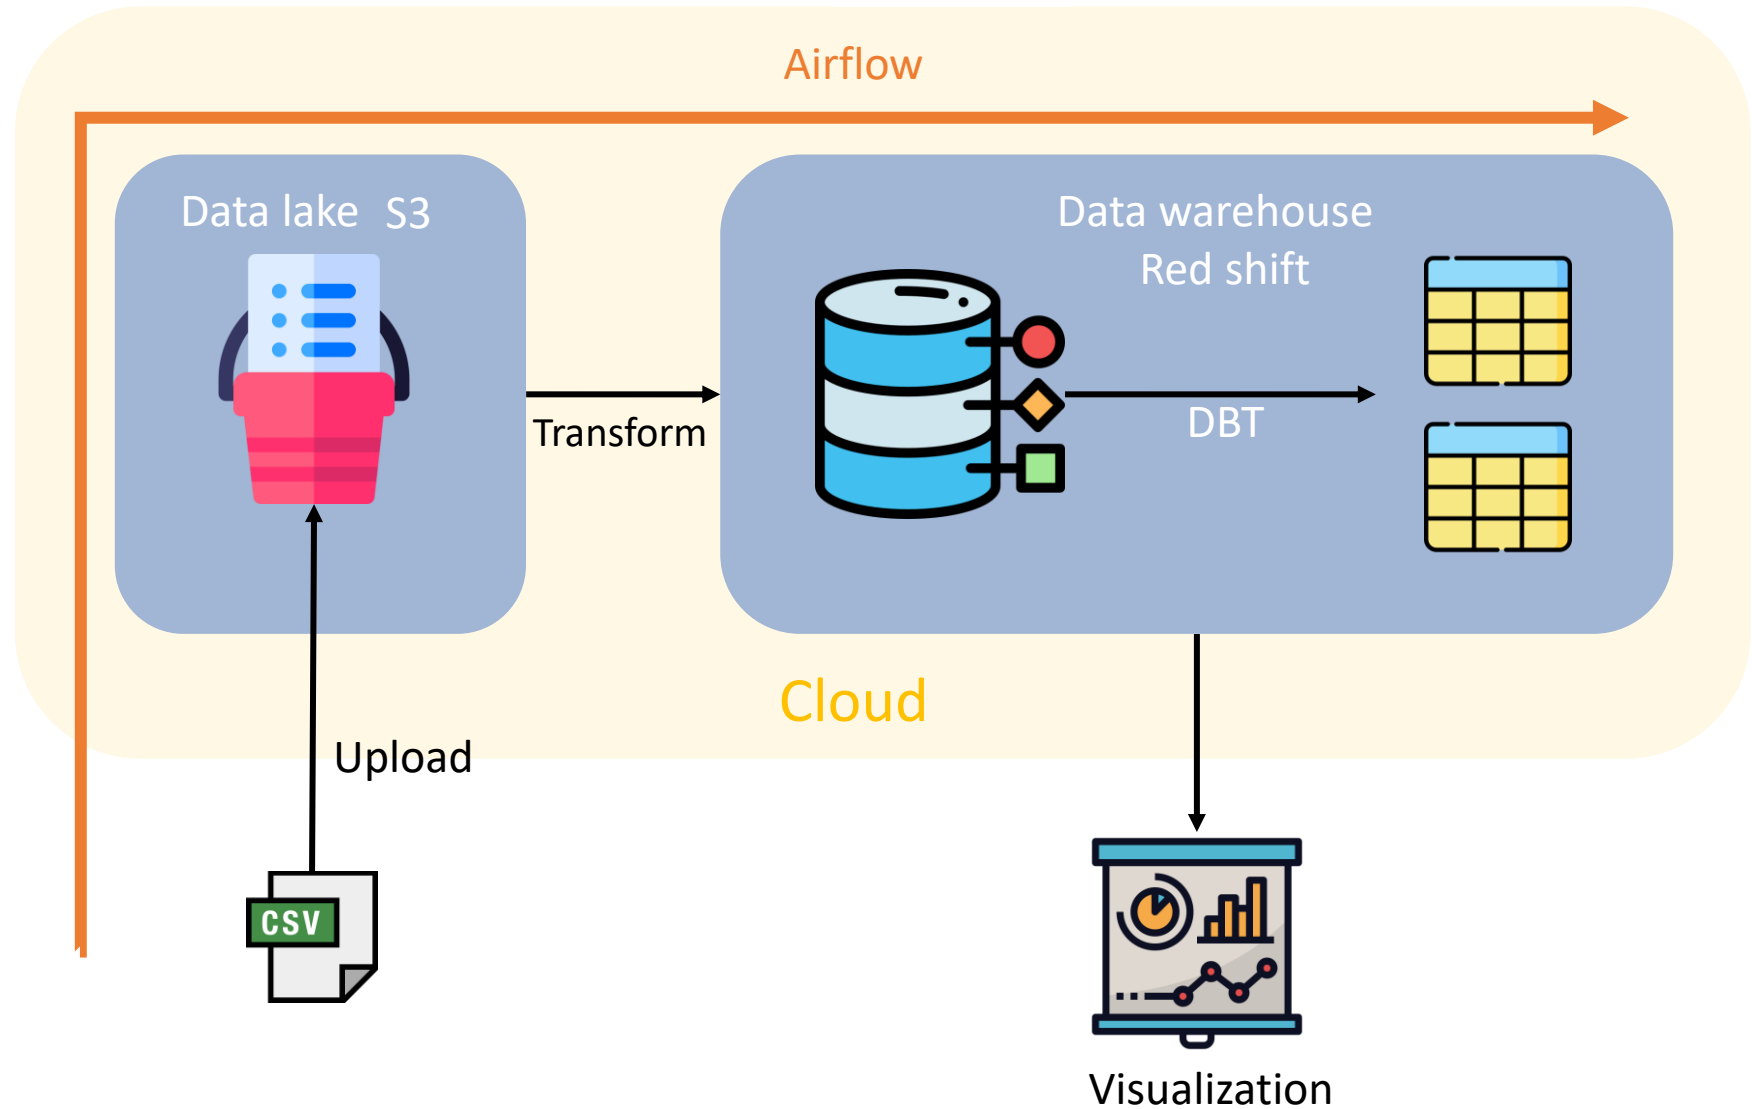 Airflow
Data lake S3
Data warehouse
Red shift
Transform
DBT
Cloud
Upload
CSV
Visualization